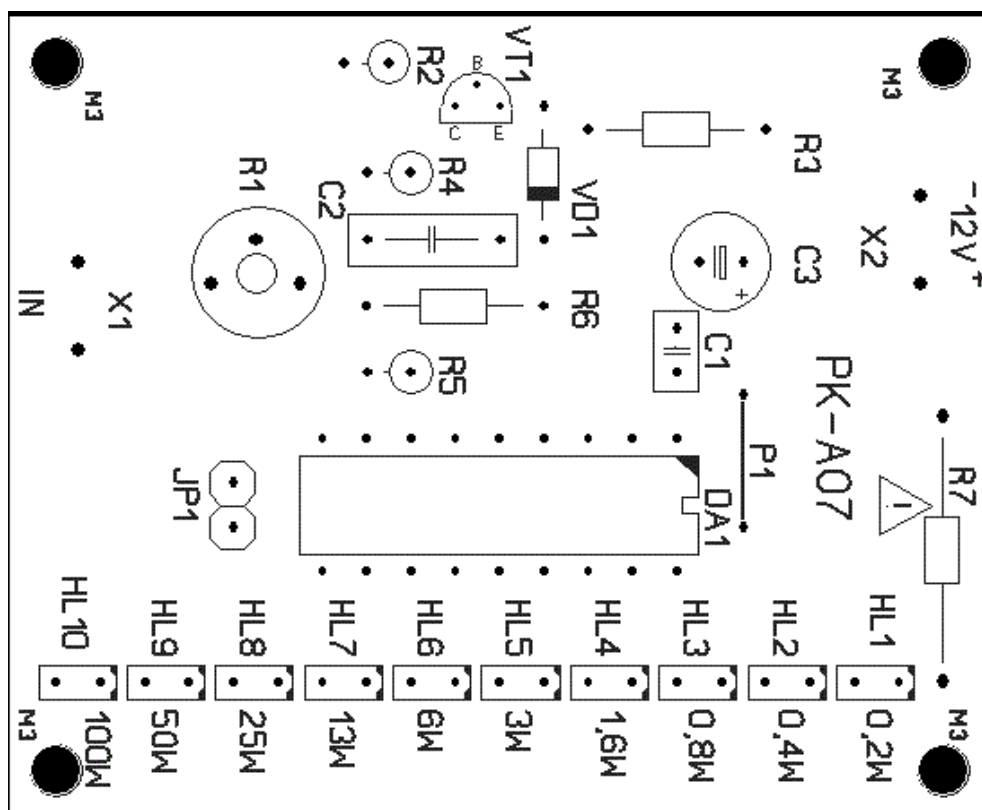 VT1
R2
B
C
E
M3
M3
R3
R1
C2
R4
VD1
X2
-12V+
C3
IN
X1
R6
C1
R5
PK-A07
P1
R7
JP1
DA1
!
HL10
HL9
HL8
HL7
HL6
HL5
HL4
HL3
HL2
HL1
M3
100W
50W
25W
13W
6W
3W
1,6W
0,8W
0,4W
0,2W
M3